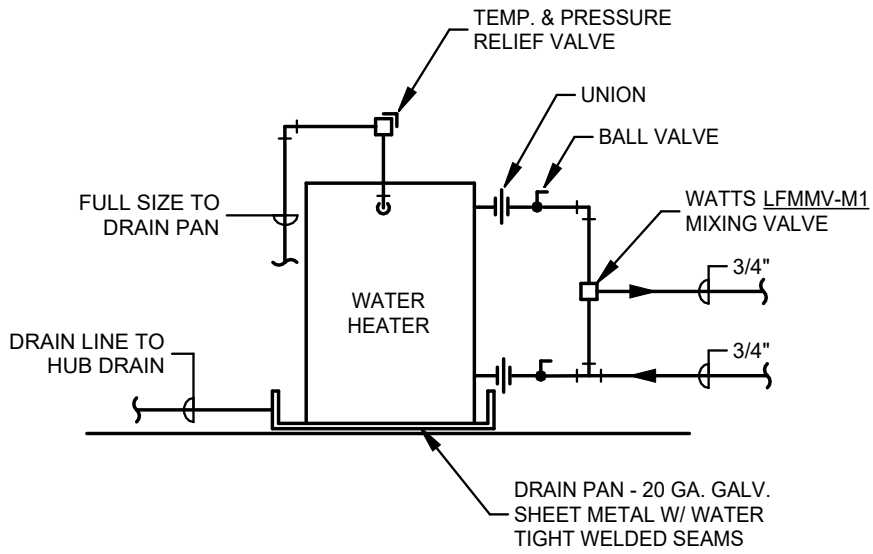 TEMP. & PRESSURE
RELIEF VALVE
UNION
BALL VALVE
FULL SIZE TO
DRAIN PAN
WATTS LFMMV-M1
MIXING VALVE
3/4"
WATER
HEATER
DRAIN LINE TO
HUB DRAIN
3/4"
DRAIN PAN - 20 GA. GALV.
SHEET METAL W/ WATER
TIGHT WELDED SEAMS